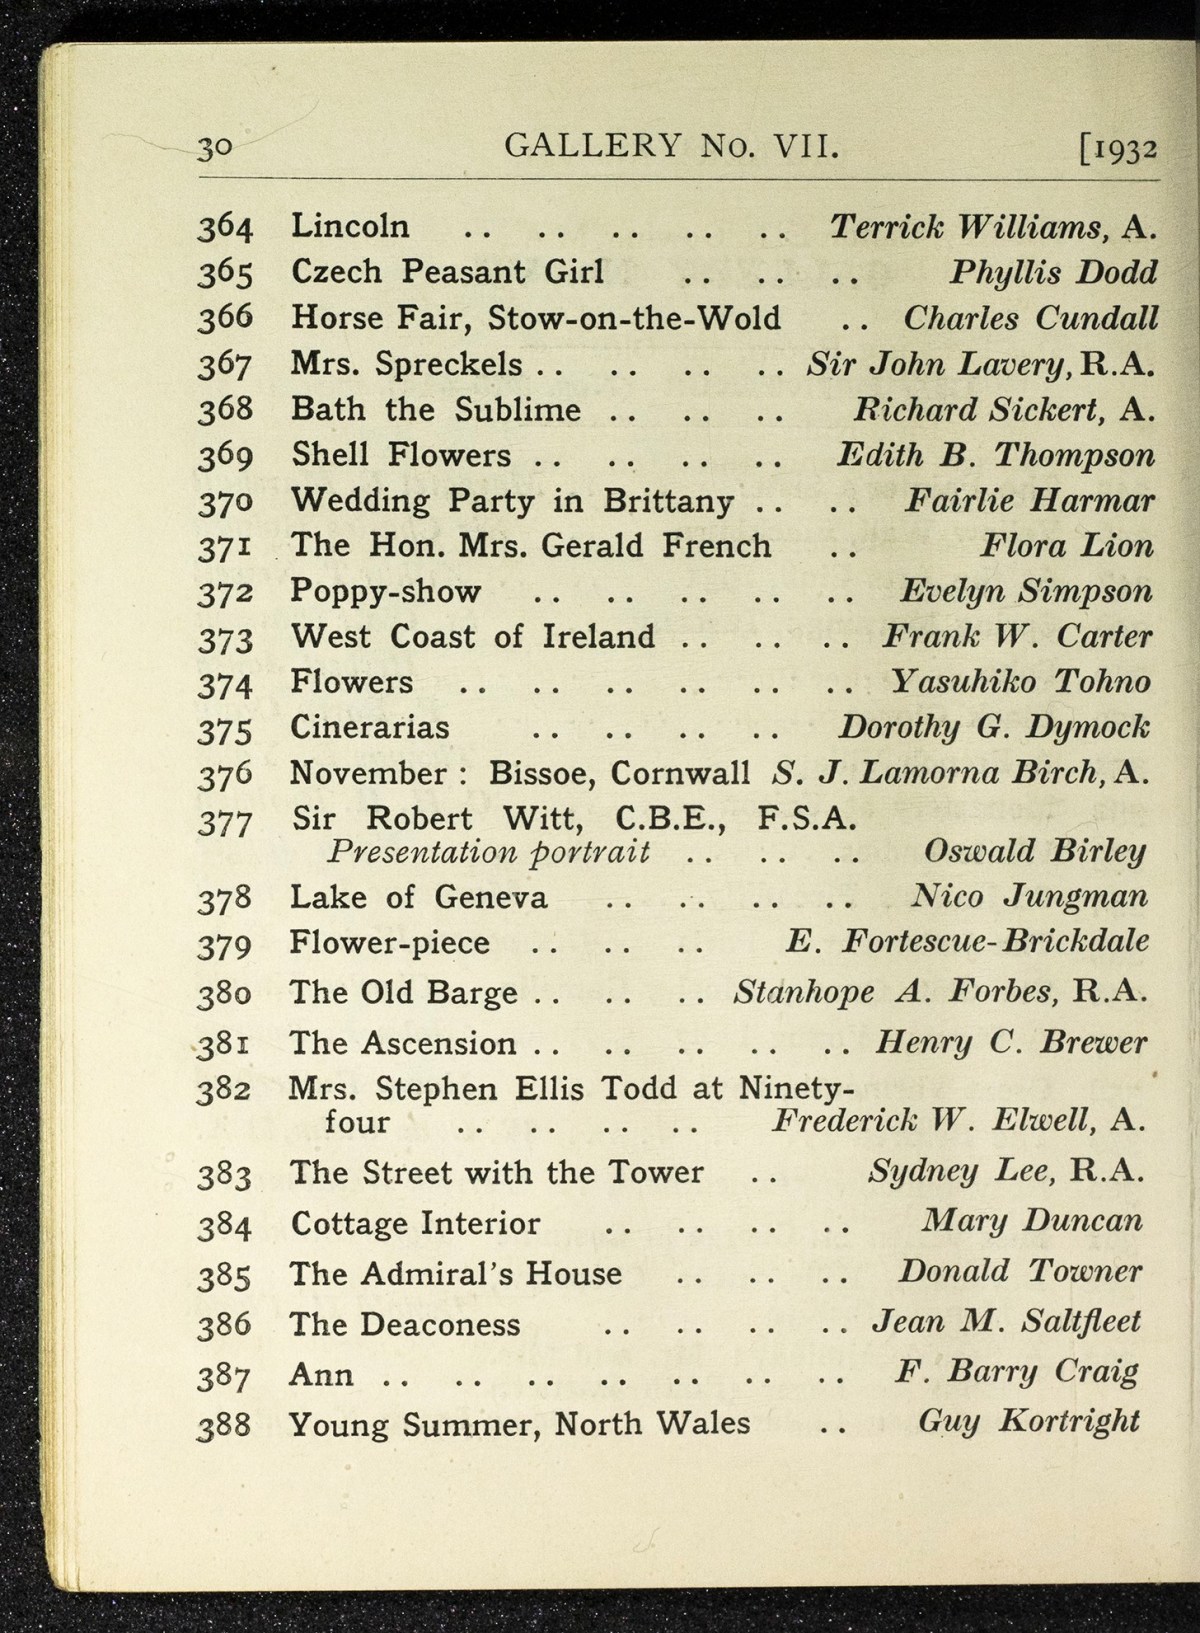 30 GALLERY No. VII. [1932
364 Lincoln .. .. .. .. .. Terrick Williams, A.
365 Czech Peasant Girl .. .. .. Phyllis Dodd
366 Horse Fair, Stow-on-the-Wold .. Charles Cundall
367 Mrs. Spreckels .. .. .. .. Sir John Lavery, R.A.
368 Bath the Sublime .. .. .. Richard Sickert, A.
369 Shell Flowers .. .. .. .. Edith B. Thompson
370 Wedding Party in Brittany .. .. Fairlie Harmar
371 The Hon. Mrs. Gerald French .. Flora Lion
372 Poppy-show .. .. .. .. .. Evelyn Simpson
373 West Coast of Ireland .. .. .. Frank W. Carter
374 Flowers .. .. .. .. .. .. Yasuhiko Tohno
375 Cinerarias .. .. .. .. Dorothy G. Dymock
376 November : Bissoe, Cornwall S. J. Lamorna Birch, A.
377 Sir Robert Witt, C.B.E., F.S.A.
Presentation portrait .. .. .. Oswald Birley
378 Lake of Geneva .. .. .. .. Nico Jungman
379 Flower-piece .. .. .. E. Fortescue-Brickdale
380 The Old Barge .. .. .. Stanhope A. Forbes, R.A.
381 The Ascension .. .. .. .. .. Henry C. Brewer
382 Mrs. Stephen Ellis Todd at Ninety-
four .. .. .. .. Frederick W. Elwell, A.
383 The Street with the Tower .. Sydney Lee, R.A.
384 Cottage Interior .. .. .. .. Mary Duncan
385 The Admiral's House .. .. .. Donald Towner
386 The Deaconess .. .. .. .. Jean M. Saltfleet
387 Ann .. .. .. .. .. .. .. F. Barry Craig
388 Young Summer, North Wales .. Guy Kortright